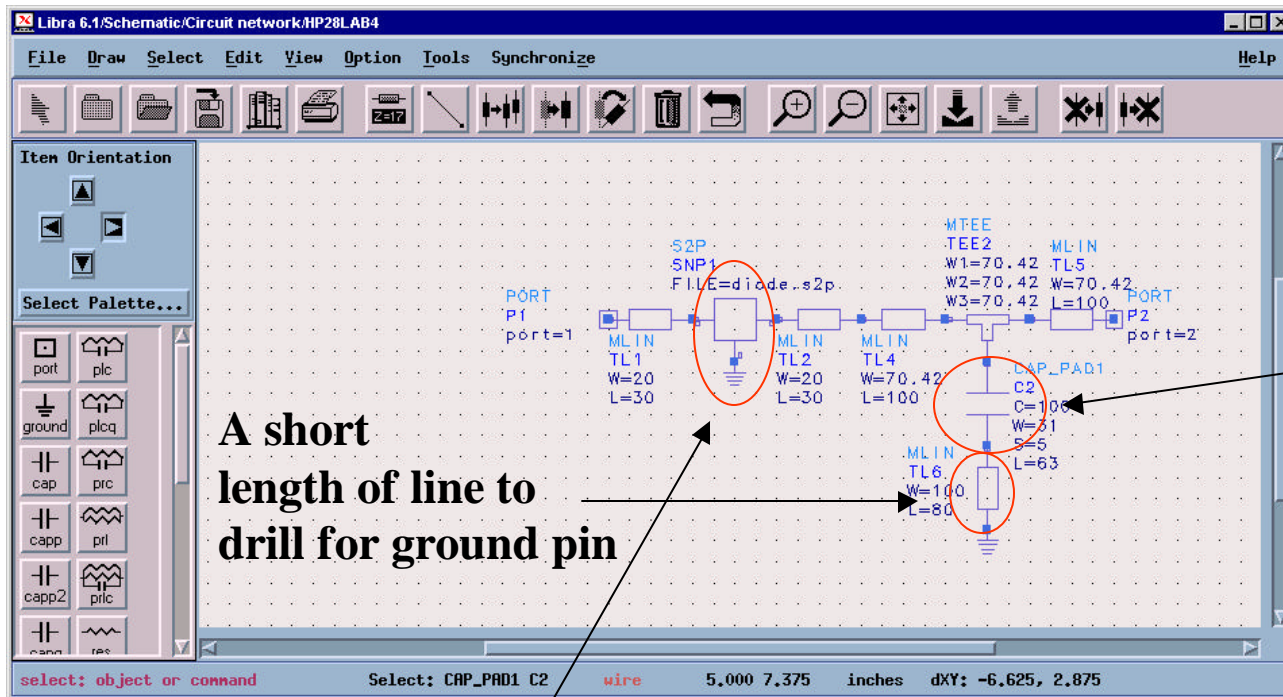 Libra 6.1/Schematic/Circuit network/HP28LAB4
File Draw Select Edit View Option Tools Synchronize Help
Z=17
Item Orientation
Select Palette...
port plc
ground plcq
cap prc
capp prl
capp2 prlc
capq res
PORT
P1
port=1
MLIN
TL1
W=20
L=30
S2P
SNP1
FILE=diode.s2p
MLIN
TL2
W=20
L=30
MLIN
TL4
W=70.42
L=100
MTEE
TEE2
W1=70.42
W2=70.42
W3=70.42
MLIN
TL5
W=70.42
L=100
PORT
P2
port=2
CAP_PAD1
C2
C=100
W=31
S=5
L=63
MLIN
TL6
W=100
L=80
A short
length of line to
drill for ground pin
select: object or command Select: CAP_PAD1 C2 wire 5.000 7.375 inches dXY: -6.625, 2.875